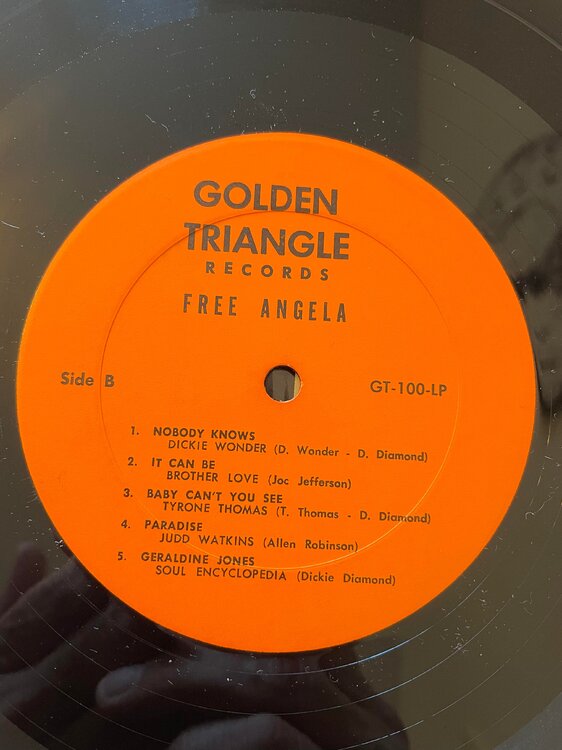 GOLDEN
TRIANGLE
RECORDS
FREE ANGELA
Side B
GT-100-LP
1. NOBODY KNOWS
DICKIE WONDER (D. Wonder - D. Diamond)
2. IT CAN BE
BROTHER LOVE (Joc Jefferson)
3. BABY CAN'T YOU SEE
TYRONE THOMAS (T. Thomas - D. Diamond)
4. PARADISE
JUDD WATKINS (Allen Robinson)
5. GERALDINE JONES
SOUL ENCYCLOPEDIA (Dickie Diamond)